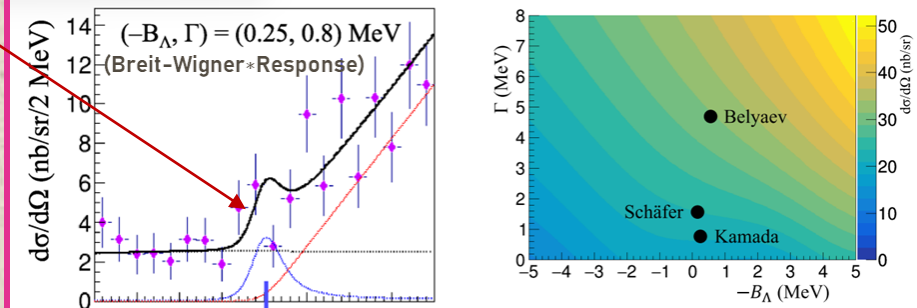 (−B_Λ, Γ) = (0.25, 0.8) MeV
(Breit-Wigner*Response)
dσ/dΩ (nb/sr/2 MeV)
14
12
10
8
6
4
2
0
Γ (MeV)
8
7
6
5
4
3
2
1
0
Belyaev
Schäfer
Kamada
−5 −4 −3 −2 −1 0 1 2 3 4 5
−B_Λ (MeV)
50
40
30
20
10
0
dσ/dΩ (nb/sr)